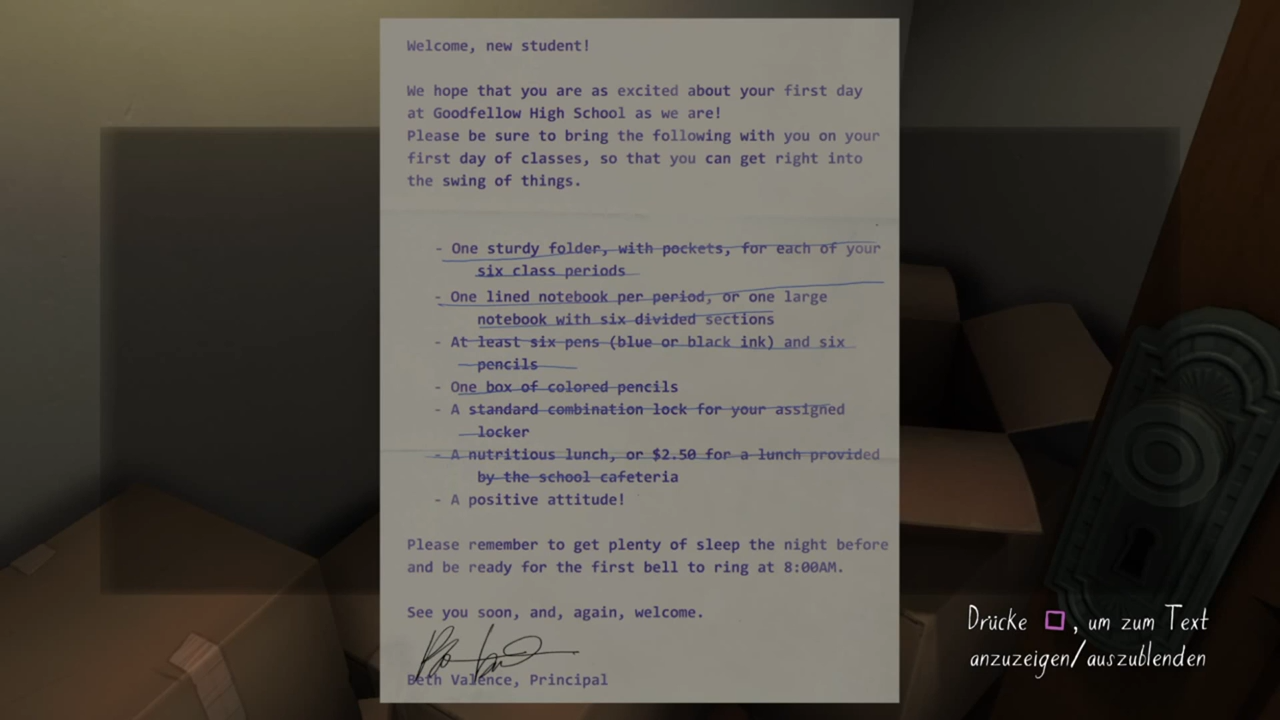 Welcome, new student!
We hope that you are as excited about your first day
at Goodfellow High School as we are!
Please be sure to bring the following with you on your
first day of classes, so that you can get right into
the swing of things.
- One sturdy folder, with pockets, for each of your
six class periods
- One lined notebook per period, or one large
notebook with six divided sections
- At least six pens (blue or black ink) and six
pencils
- One box of colored pencils
- A standard combination lock for your assigned
locker
- A nutritious lunch, or $2.50 for a lunch provided
by the school cafeteria
- A positive attitude!
Please remember to get plenty of sleep the night before
and be ready for the first bell to ring at 8:00AM.
See you soon, and, again, welcome.
Beth Valence, Principal
Drücke □, um zum Text
anzuzeigen/auszublenden